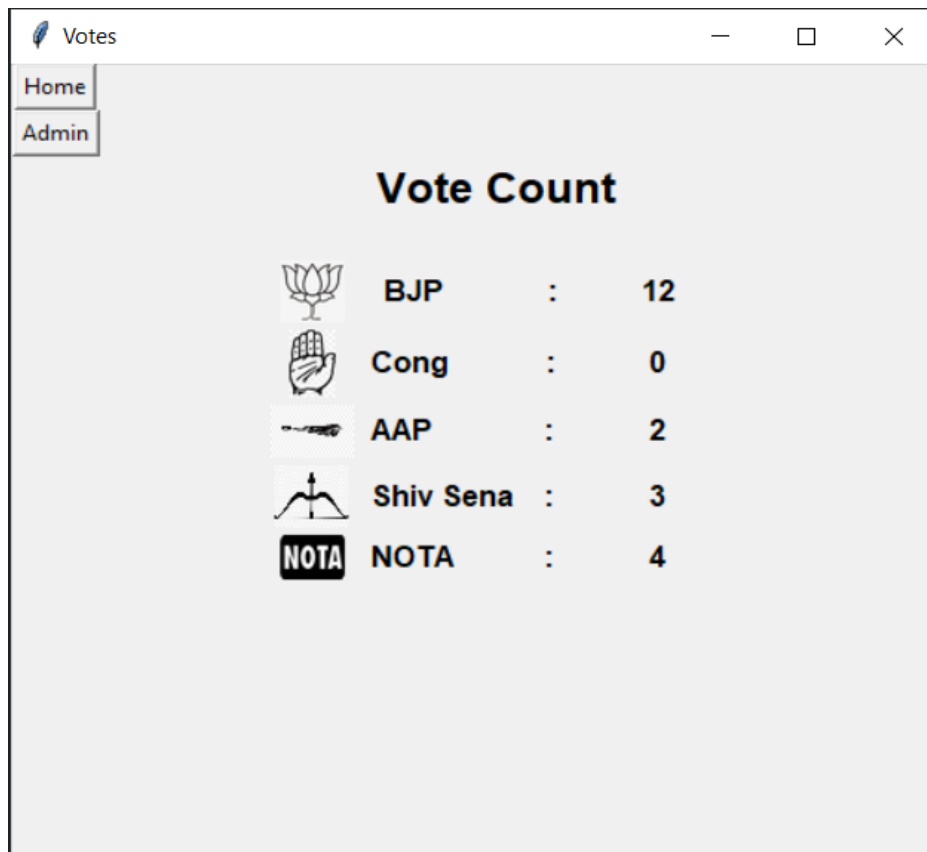 Votes
Home
Admin
Vote Count
BJP : 12
Cong : 0
AAP : 2
Shiv Sena : 3
NOTA NOTA : 4